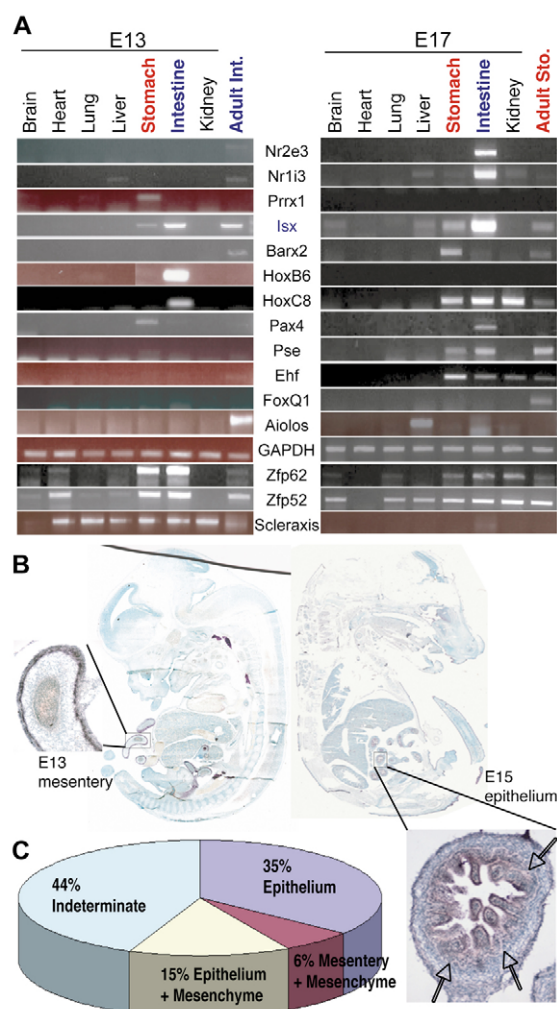 A
E13
E17
Brain
Heart
Lung
Liver
Stomach
Intestine
Kidney
Adult Int.
Brain
Heart
Lung
Liver
Stomach
Intestine
Kidney
Adult Sto.
Nr2e3
Nr1i3
Prrx1
Isx
Barx2
HoxB6
HoxC8
Pax4
Pse
Ehf
FoxQ1
Aiolos
GAPDH
Zfp62
Zfp52
Scleraxis
B
E13
mesentery
E15
epithelium
C
44%
Indeterminate
35%
Epithelium
15% Epithelium
+ Mesenchyme
6% Mesentery
+ Mesenchyme